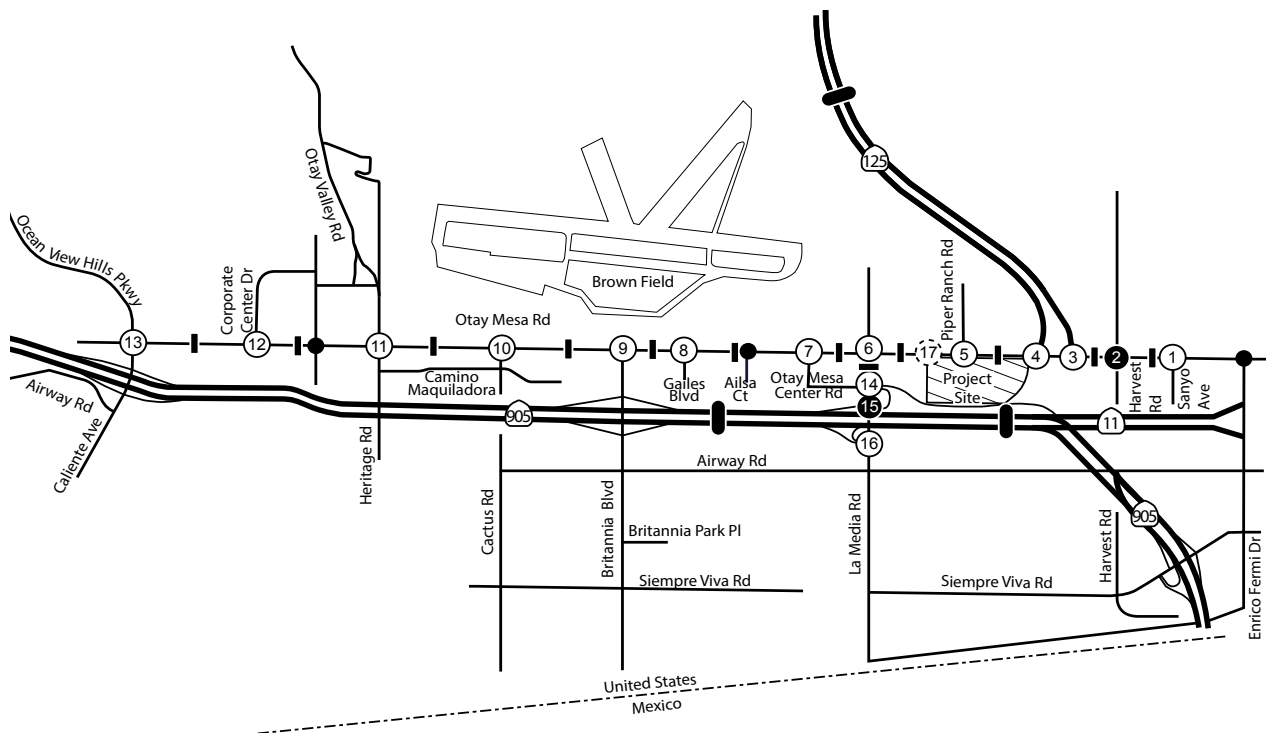 125
Otay Valley Rd
Ocean View Hills Pkwy
Corporate
Center Dr
Brown Field
Piper Ranch Rd
Otay Mesa Rd
13
12
11
10
9
8
7
6
17
5
4
3
2
1
Camino
Maquiladora
Gailes
Blvd
Ailsa
Ct
Otay Mesa
Center Rd
14
Project
Site
Harvest
Rd
Sanyo
Ave
Airway Rd
905
15
11
16
Caliente Ave
Heritage Rd
Airway Rd
Cactus Rd
Britannia Blvd
Britannia Park Pl
La Media Rd
905
Harvest Rd
Siempre Viva Rd
Siempre Viva Rd
Enrico Fermi Dr
United States
Mexico